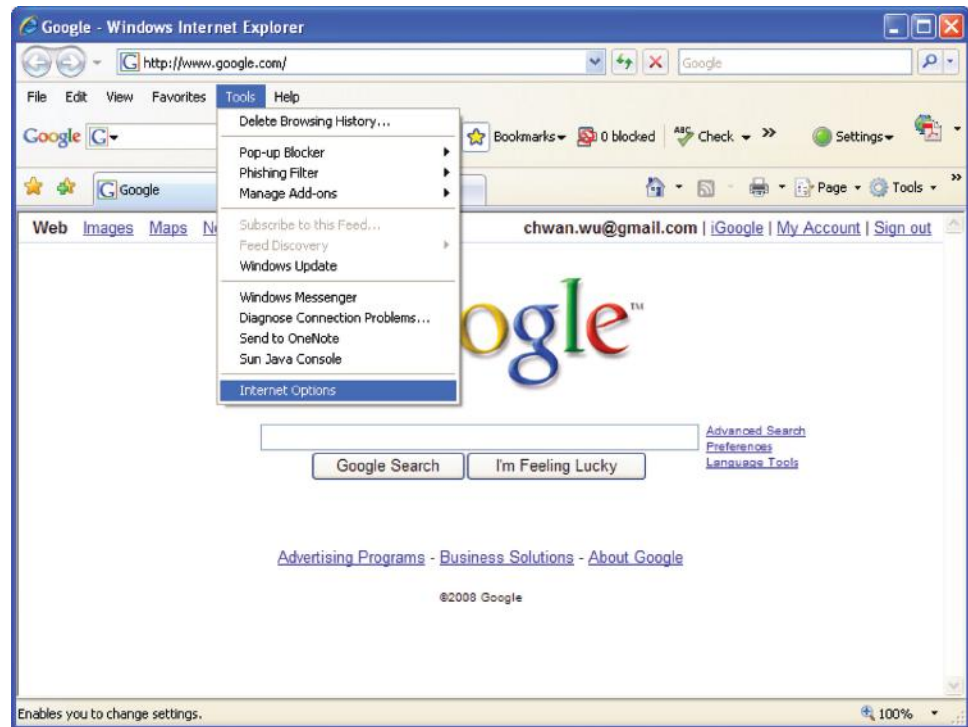 Google - Windows Internet Explorer
http://www.google.com/
Google
File Edit View Favorites Tools Help
Google G
Bookmarks 0 blocked ABC Check » Settings
Google
Page Tools »
Web Images Maps
chwan.wu@gmail.com | iGoogle | My Account | Sign out
Delete Browsing History...
Pop-up Blocker
Phishing Filter
Manage Add-ons
Subscribe to this Feed...
Feed Discovery
Windows Update
Windows Messenger
Diagnose Connection Problems...
Send to OneNote
Sun Java Console
Internet Options
ogle™
Advanced Search
Preferences
Language Tools
Google Search I'm Feeling Lucky
Advertising Programs - Business Solutions - About Google
©2008 Google
Enables you to change settings.
100%